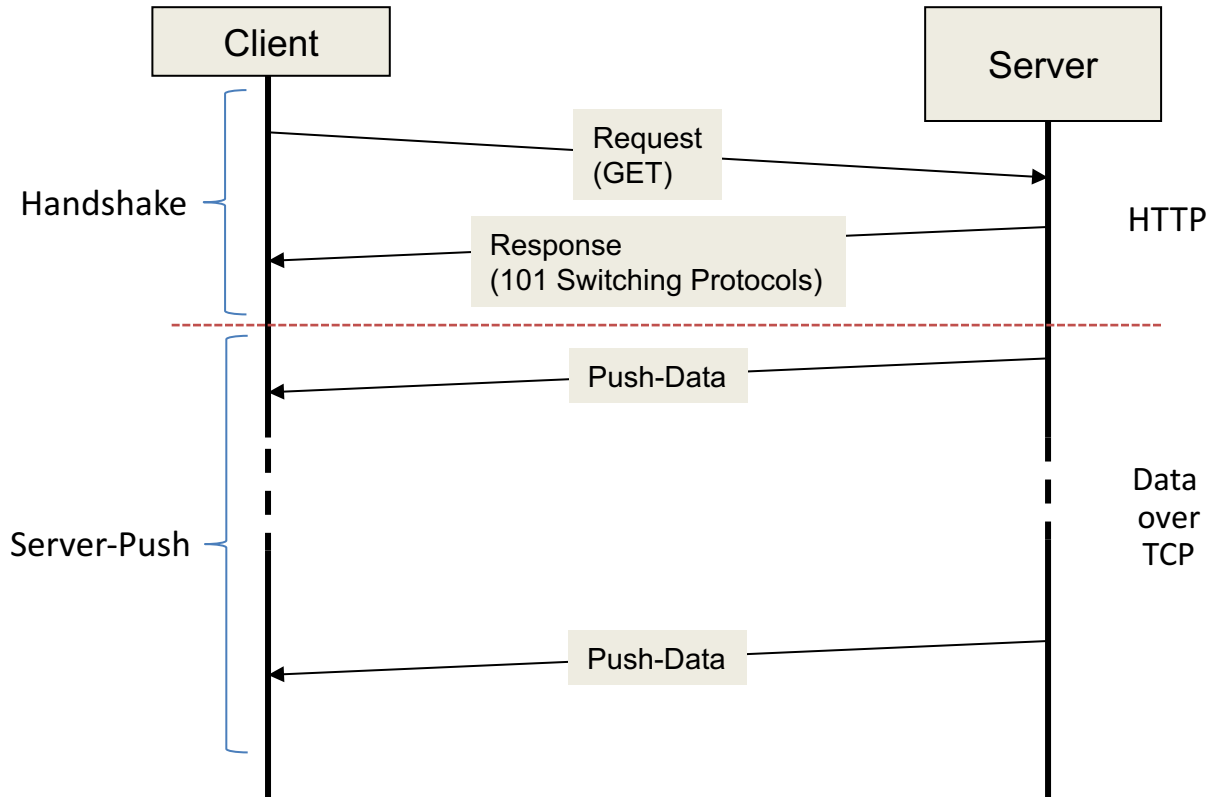 Client
Server
Request
(GET)
Handshake
HTTP
Response
(101 Switching Protocols)
Push-Data
Data
over
TCP
Server-Push
Push-Data